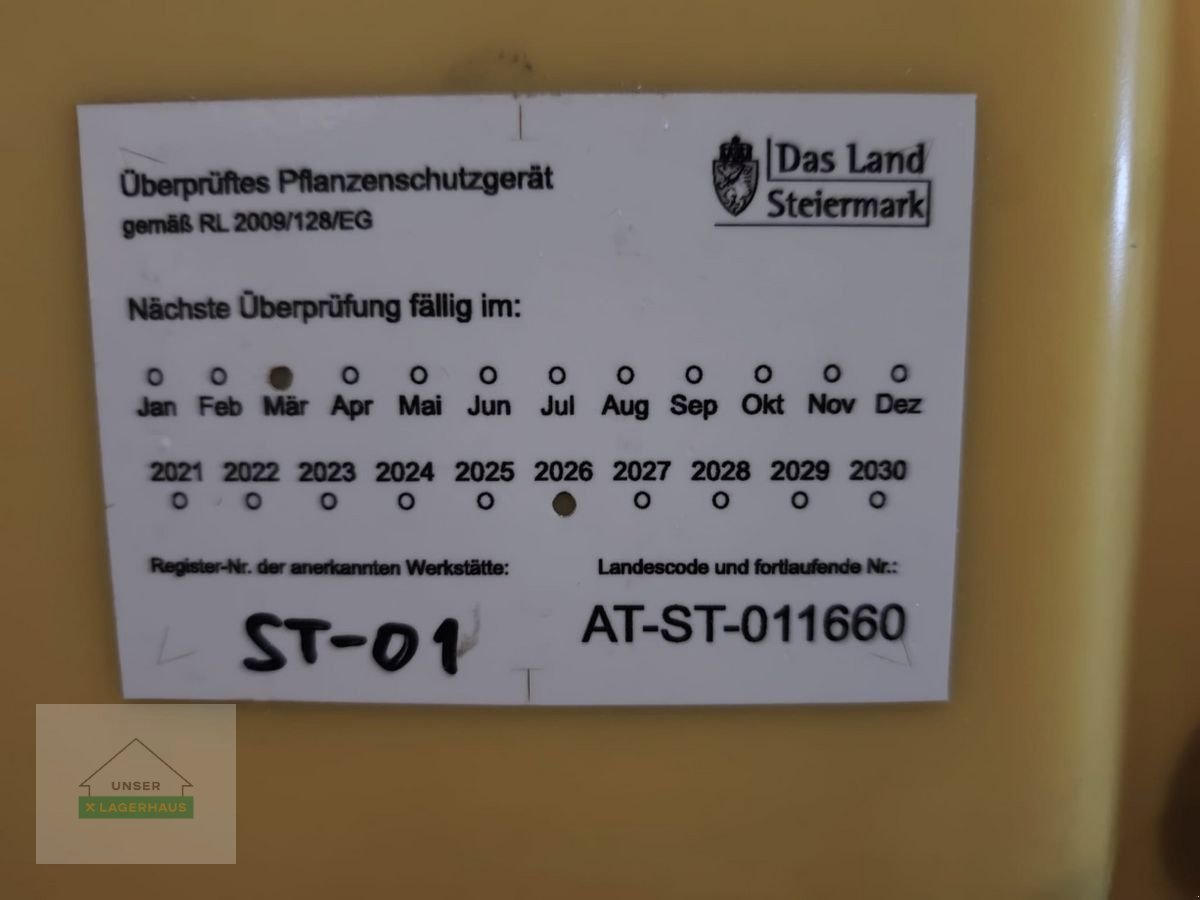 Überprüftes Pflanzenschutzgerät
gemäß RL 2009/128/EG
Das Land
Steiermark
Nächste Überprüfung fällig im:
Jan Feb Mär Apr Mai Jun Jul Aug Sep Okt Nov Dez
2021 2022 2023 2024 2025 2026 2027 2028 2029 2030
Register-Nr. der anerkannten Werkstätte:
ST-01
Landescode und fortlaufende Nr.:
AT-ST-011660
UNSER
X LAGERHAUS